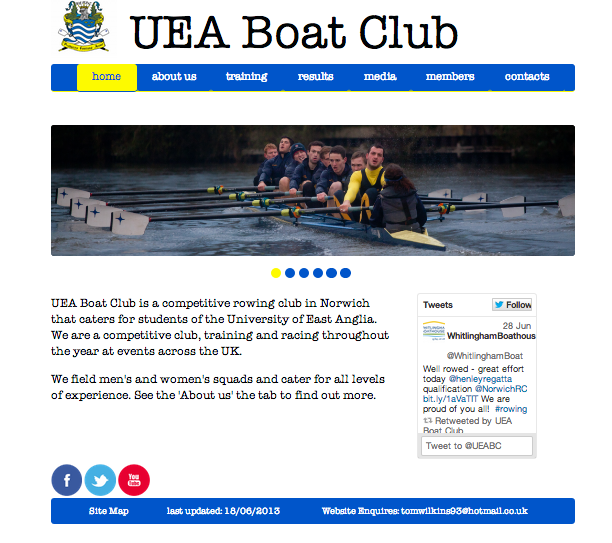 UEA Boat Club
home
about us
training
results
media
members
contacts
UEA Boat Club is a competitive rowing club in Norwich
that caters for students of the University of East Anglia.
We are a competitive club, training and racing throughout
the year at events across the UK.
We field men's and women's squads and cater for all levels
of experience. See the 'About us' the tab to find out more.
Tweets
Follow
28 Jun
WhitlinghamBoathous
@WhitlinghamBoat
Well rowed - great effort
today @henleyregatta
qualification @NorwichRC
bit.ly/1aVaTIT We are
proud of you all! #rowing
Retweeted by UEA
Boat Club
Tweet to @UEABC
f
You
Tube
Site Map
last updated: 18/06/2013
Website Enquires: tomwilkins93@hotmail.co.uk